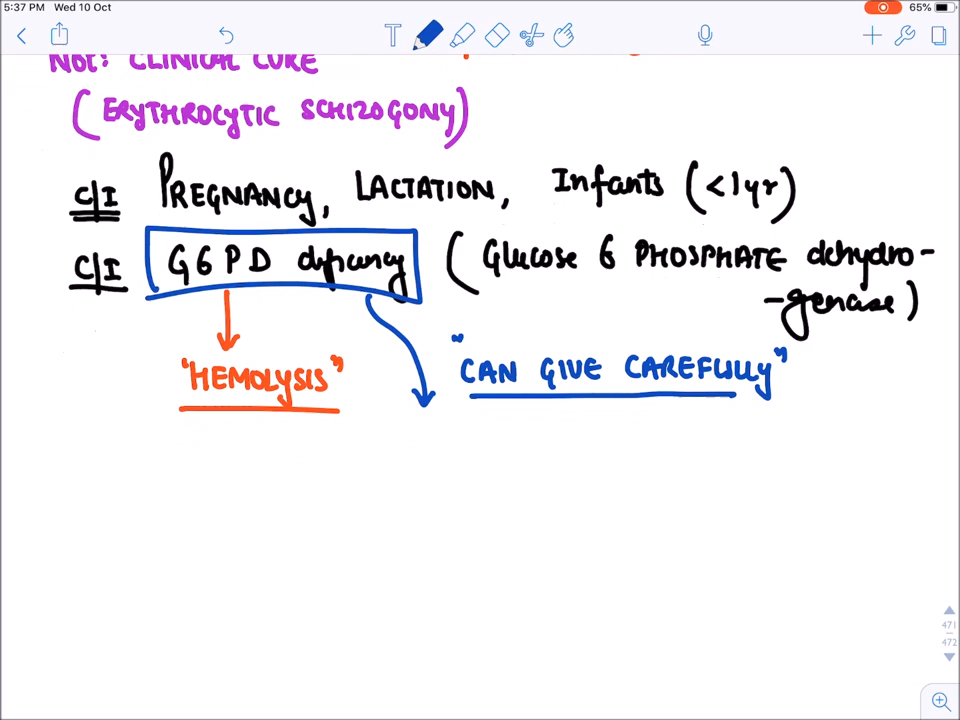 5:37 PM Wed 10 Oct
65%
T
NOT: CLINICAL CURE
(ERYTHROCYTIC SCHIZOGONY)
C/I PREGNANCY, LACTATION, Infants (<1yr)
C/I G6PD deficiency (Glucose 6 PHOSPHATE dehydro-
-genase)
"HEMOLYSIS"
"CAN GIVE CAREFULLY"
471
472